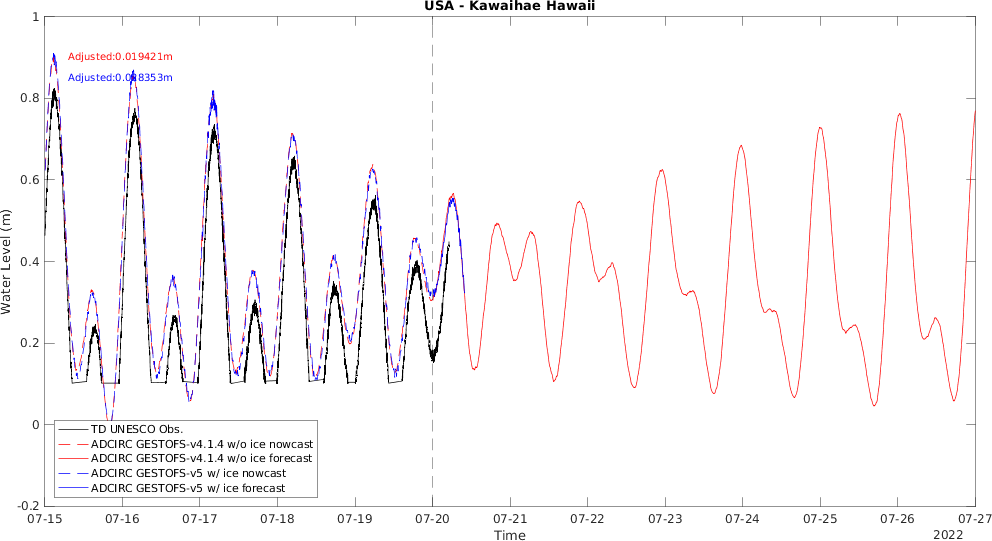 USA - Kawaihae Hawaii
1
0.8
0.6
0.4
0.2
0
-0.2
Water Level (m)
Adjusted:0.019421m
TD UNESCO Obs.
ADCIRC GESTOFS-v4.1.4 w/o ice nowcast
ADCIRC GESTOFS-v4.1.4 w/o ice forecast
ADCIRC GESTOFS-v5 w/ ice nowcast
ADCIRC GESTOFS-v5 w/ ice forecast
07-15 07-16 07-17 07-18 07-19 07-20 07-21 07-22 07-23 07-24 07-25 07-26 07-27
Time
2022